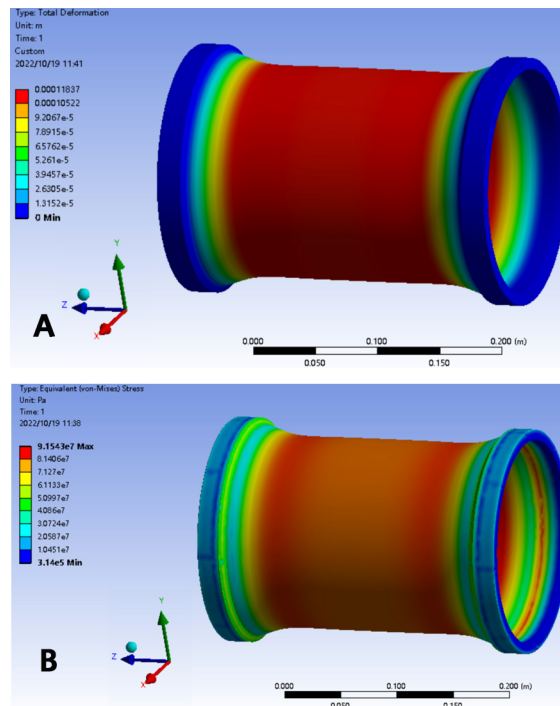 Type: Total Deformation
Unit: m
Time: 1
Custom
2022/10/19 11:41
0.00011837
0.00010522
9.2067e-5
7.8915e-5
6.5762e-5
5.261e-5
3.9457e-5
2.6305e-5
1.3152e-5
0 Min
Y
Z
X
A
0.000 0.100 0.200 (m)
0.050 0.150
Type: Equivalent (von-Mises) Stress
Unit: Pa
Time: 1
2022/10/19 11:38
9.1543e7 Max
8.1406e7
7.127e7
6.1133e7
5.0997e7
4.086e7
3.0724e7
2.0587e7
1.0451e7
3.14e5 Min
Y
Z
X
B
0.000 0.100 0.200 (m)
0.050 0.150